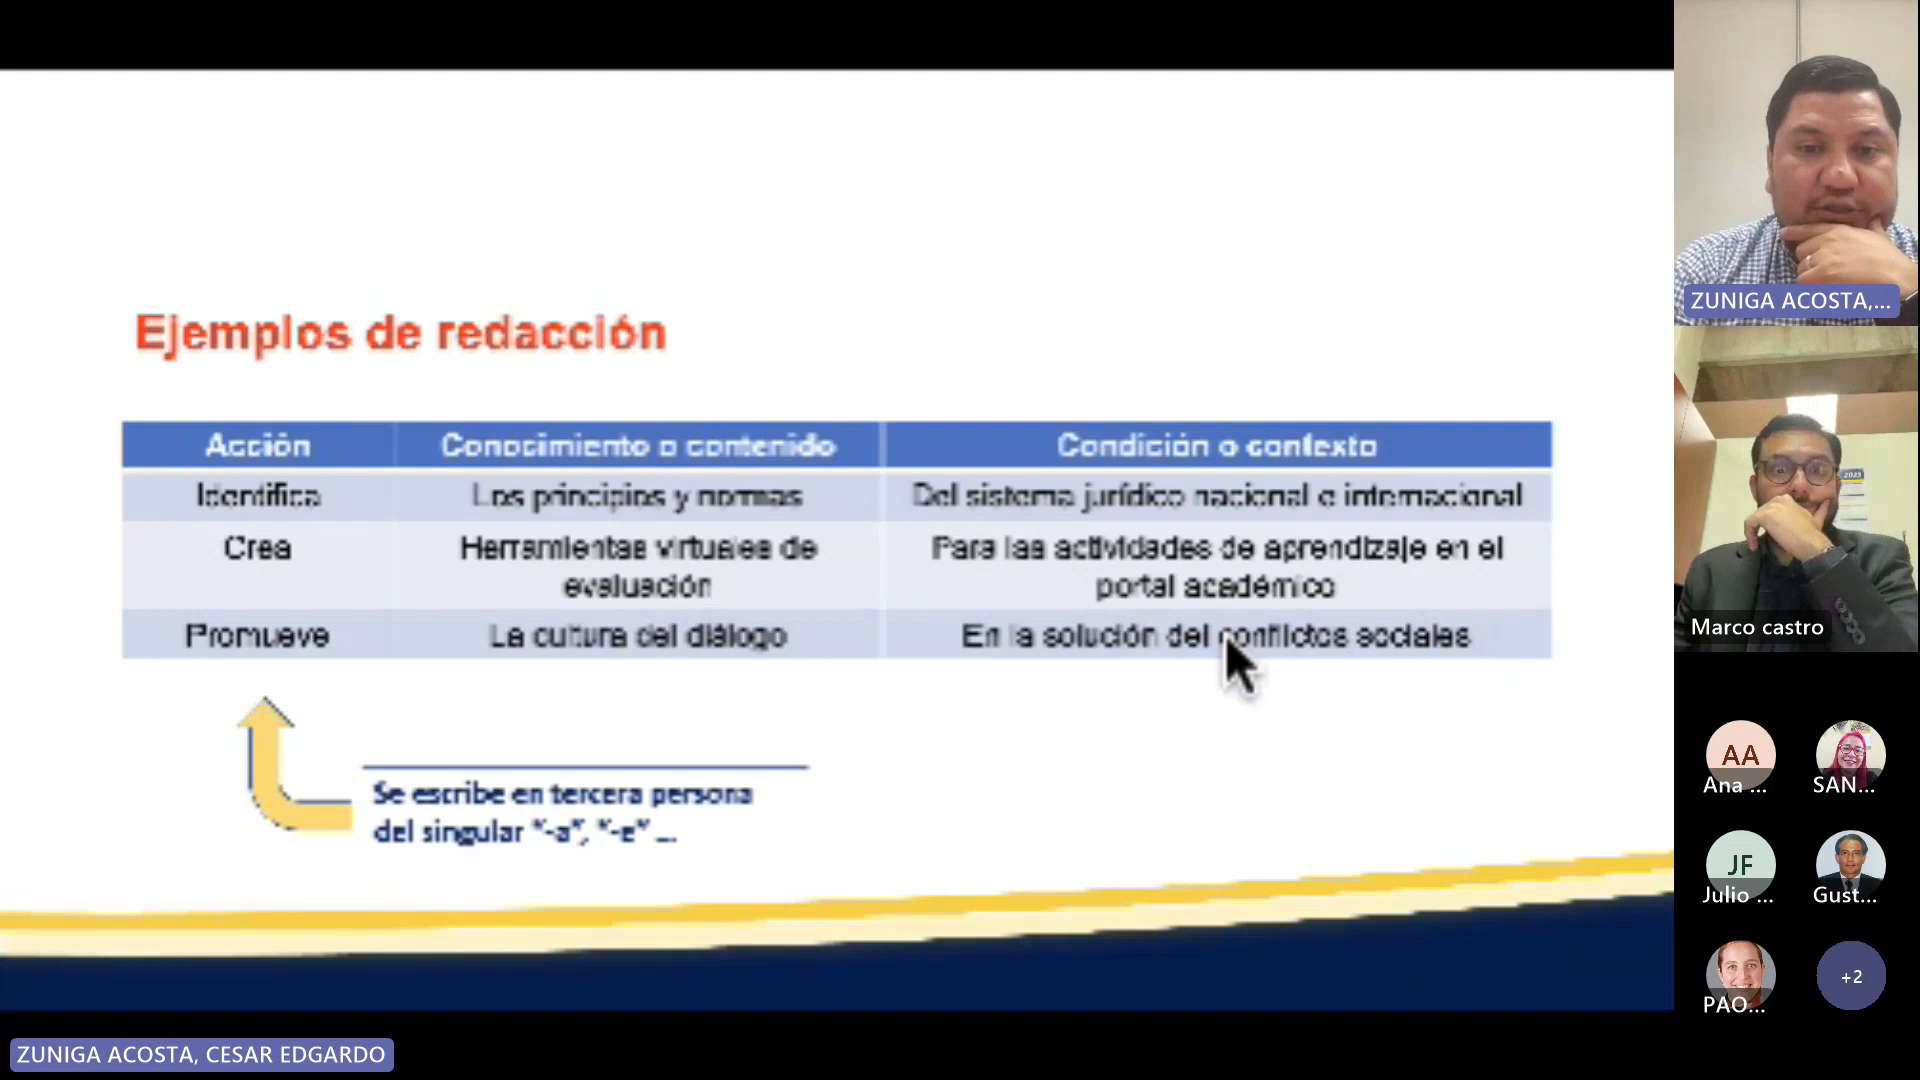 Ejemplos de redacción
Acción Conocimiento o contenido Condición o contexto
Identifica Los principios y normas Del sistema jurídico nacional e internacional
Crea Herramientas virtuales de evaluación Para las actividades de aprendizaje en el portal académico
Promueve La cultura del diálogo En la solución del conflictos sociales
Se escribe en tercera persona
del singular "-a", "-e" ...
ZUNIGA ACOSTA, CESAR EDGARDO
ZUNIGA ACOSTA,...
2025
Marco castro
AA
Ana ...
SAN...
JF
Julio ...
Gust...
PAO...
+2